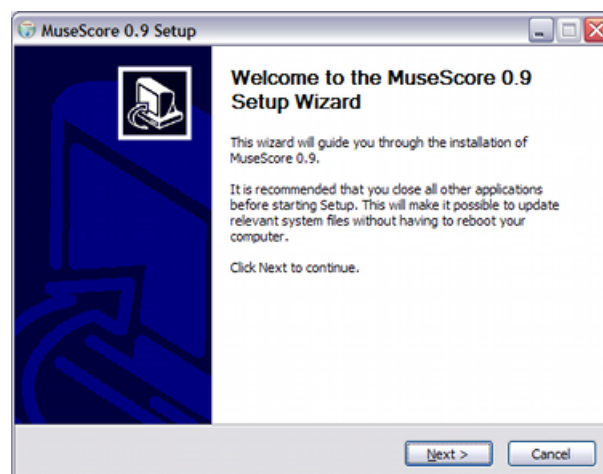 MuseScore 0.9 Setup
Welcome to the MuseScore 0.9
Setup Wizard
This wizard will guide you through the installation of
MuseScore 0.9.
It is recommended that you close all other applications
before starting Setup. This will make it possible to update
relevant system files without having to reboot your
computer.
Click Next to continue.
Next > Cancel